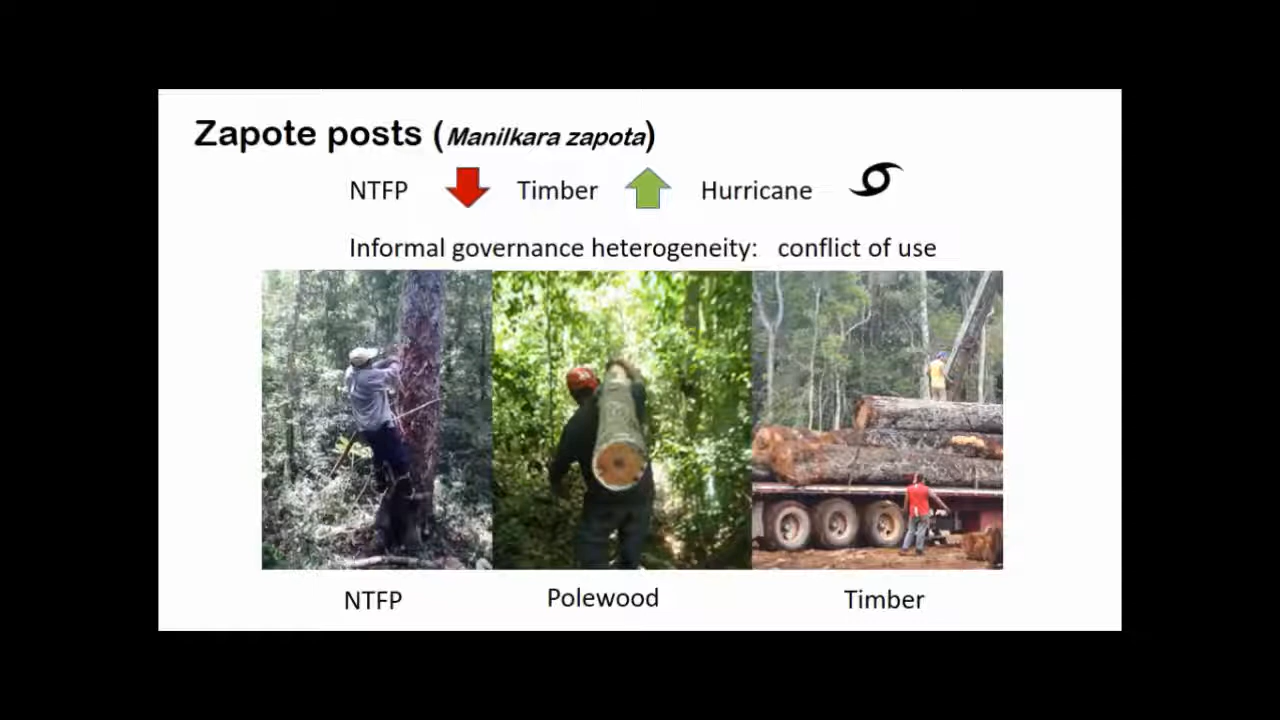 Zapote posts (Manilkara zapota)
NTFP Timber Hurricane
Informal governance heterogeneity: conflict of use
NTFP Polewood Timber